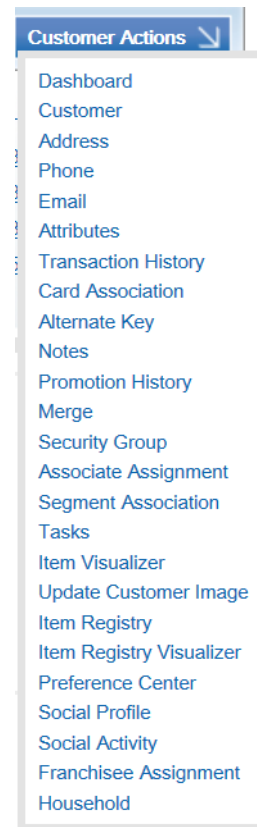 Customer Actions
Dashboard
Customer
Address
Phone
Email
Attributes
Transaction History
Card Association
Alternate Key
Notes
Promotion History
Merge
Security Group
Associate Assignment
Segment Association
Tasks
Item Visualizer
Update Customer Image
Item Registry
Item Registry Visualizer
Preference Center
Social Profile
Social Activity
Franchisee Assignment
Household